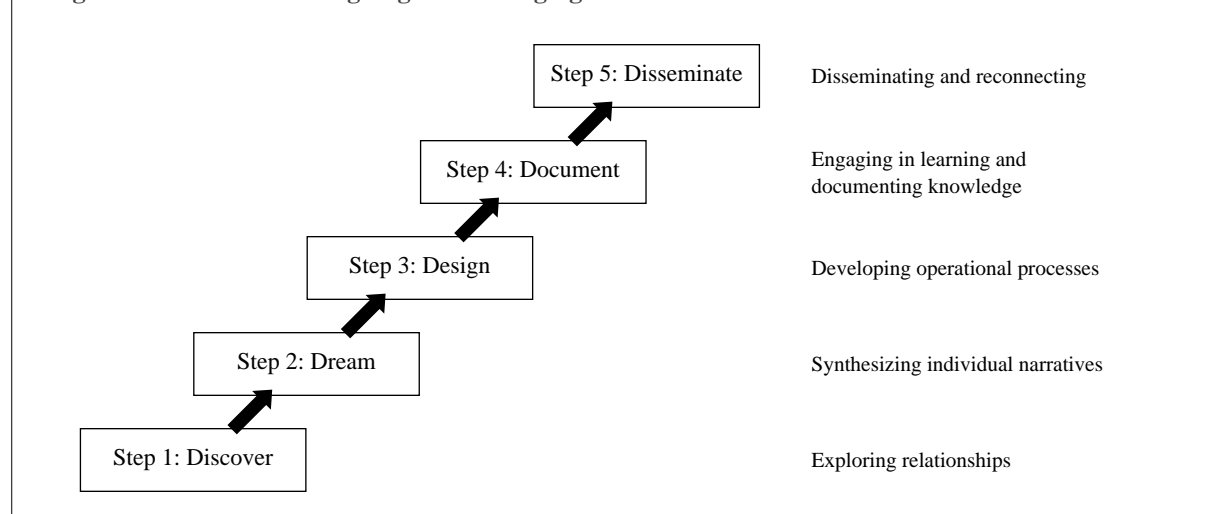 Step 5: Disseminate
Disseminating and reconnecting
Step 4: Document
Engaging in learning and
documenting knowledge
Step 3: Design
Developing operational processes
Step 2: Dream
Synthesizing individual narratives
Step 1: Discover
Exploring relationships